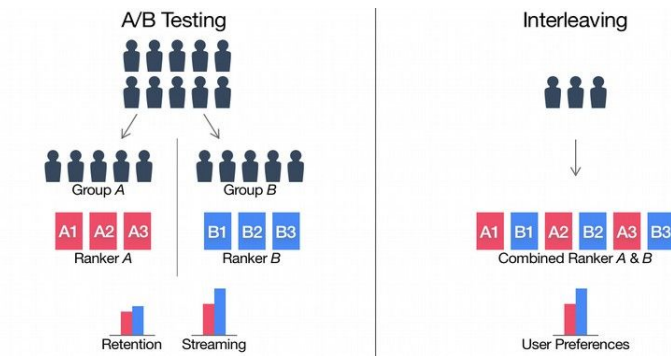 A/B Testing
Group A
Group B
A1 A2 A3
B1 B2 B3
Ranker A
Ranker B
Retention
Streaming
Interleaving
A1 B1 A2 B2 A3 B3
Combined Ranker A & B
User Preferences